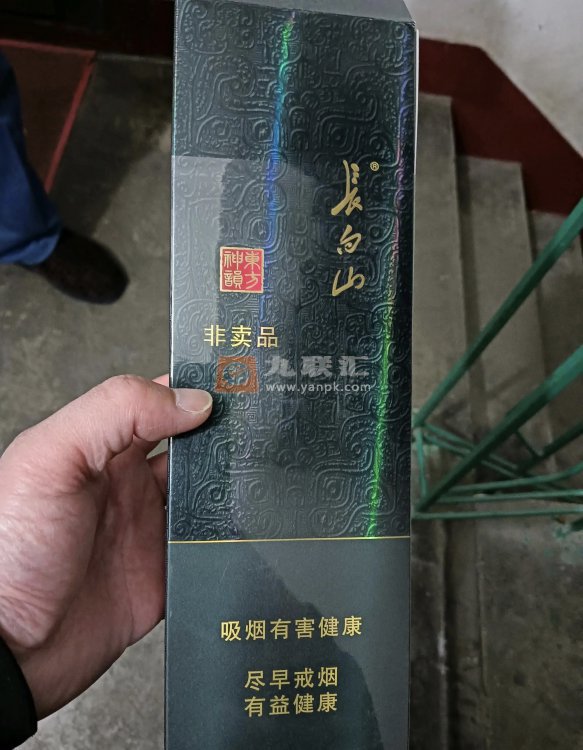 長白山®
東方
神韻
非卖品
九联汇
www.yanpk.com
吸烟有害健康
尽早戒烟
有益健康